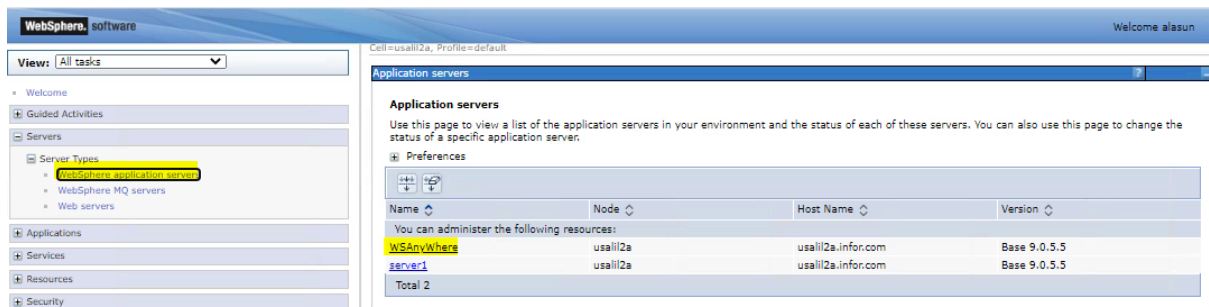 WebSphere. software
Welcome alasun
View: All tasks
Cell=usalil2a, Profile=default
Welcome
Guided Activities
Servers
Server Types
WebSphere application servers
WebSphere MQ servers
Web servers
Applications
Services
Resources
Security
Application servers
?
Application servers
Use this page to view a list of the application servers in your environment and the status of each of these servers. You can also use this page to change the
status of a specific application server.
Preferences
Name Node Host Name Version
You can administer the following resources:
WSAnyWhere usalil2a usalil2a.infor.com Base 9.0.5.5
server1 usalil2a usalil2a.infor.com Base 9.0.5.5
Total 2